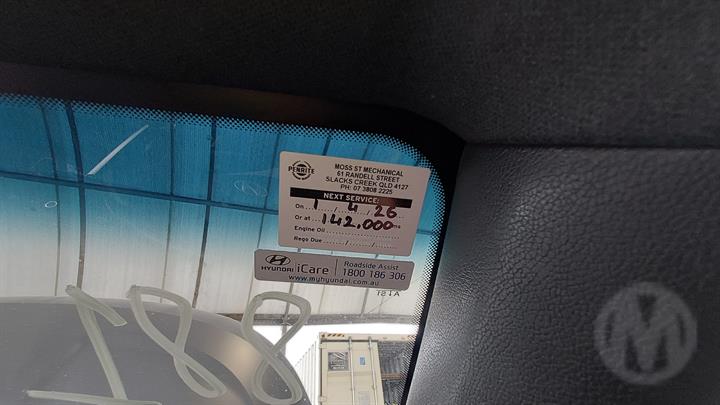 PENRITE
MOSS ST MECHANICAL
61 RANDELL STREET
SLACKS CREEK QLD 4127
PH: 07 3808 2225
NEXT SERVICE:
On 1 / 4 / 26
Or at 142,000 kms
Engine Oil
Rego Due / /
HYUNDAI iCare Roadside Assist
1800 186 306
www.myhyundai.com.au
188
M